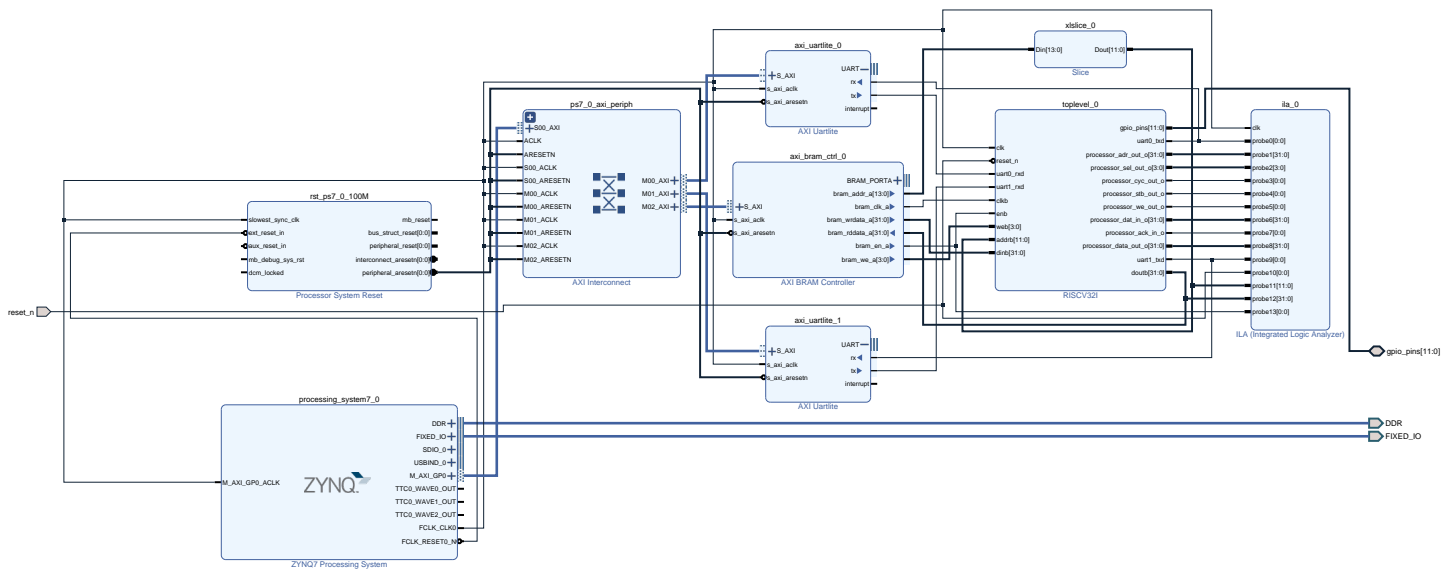 xlslice_0
Din[13:0]
Dout[11:0]
Slice
axi_uartlite_0
S_AXI
s_axi_aclk
s_axi_aresetn
UART
rx
tx
interrupt
AXI Uartlite
ps7_0_axi_periph
S00_AXI
ACLK
ARESETN
S00_ACLK
S00_ARESETN
M00_ACLK
M00_ARESETN
M01_ACLK
M01_ARESETN
M02_ACLK
M02_ARESETN
M00_AXI
M01_AXI
M02_AXI
AXI Interconnect
axi_bram_ctrl_0
S_AXI
s_axi_aclk
s_axi_aresetn
BRAM_PORTA
bram_addr_a[13:0]
bram_clk_a
bram_wrdata_a[31:0]
bram_rddata_a[31:0]
bram_en_a
bram_we_a[3:0]
AXI BRAM Controller
toplevel_0
clk
reset_n
uart0_rxd
uart1_rxd
clkb
enb
web[3:0]
addrb[11:0]
dinb[31:0]
gpio_pins[11:0]
uart0_txd
processor_adr_out_o[31:0]
processor_sel_out_o[3:0]
processor_cyc_out_o
processor_stb_out_o
processor_we_out_o
processor_dat_in_o[31:0]
processor_ack_in_o
processor_data_out_o[31:0]
uart1_txd
doutb[31:0]
RISCV32I
ila_0
clk
probe0[0:0]
probe1[31:0]
probe2[3:0]
probe3[0:0]
probe4[0:0]
probe5[0:0]
probe6[31:0]
probe7[0:0]
probe8[31:0]
probe9[0:0]
probe10[0:0]
probe11[11:0]
probe12[31:0]
probe13[0:0]
ILA (Integrated Logic Analyzer)
rst_ps7_0_100M
slowest_sync_clk
ext_reset_in
aux_reset_in
mb_debug_sys_rst
dcm_locked
mb_reset
bus_struct_reset[0:0]
peripheral_reset[0:0]
interconnect_aresetn[0:0]
peripheral_aresetn[0:0]
Processor System Reset
reset_n
axi_uartlite_1
S_AXI
s_axi_aclk
s_axi_aresetn
UART
rx
tx
interrupt
AXI Uartlite
gpio_pins[11:0]
processing_system7_0
M_AXI_GP0_ACLK
ZYNQ
DDR
FIXED_IO
SDIO_0
USBIND_0
M_AXI_GP0
TTC0_WAVE0_OUT
TTC0_WAVE1_OUT
TTC0_WAVE2_OUT
FCLK_CLK0
FCLK_RESET0_N
ZYNQ7 Processing System
DDR
FIXED_IO